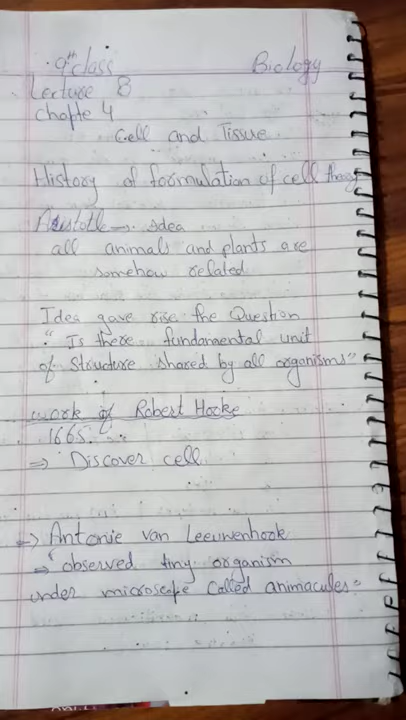 9th class Biology
Lecture 8
chapte 4
Cell and Tissue
History of formulation of cell theory
Aristotle → idea
all animals and plants are
somehow related
Idea gave rise the Question
"Is there fundamental unit
of structure shared by all organisms"
work of Robert Hooke
1665.
⇒ Discover cell
→ Antonie van Leeuwenhook
⇒ "observed tiny organism
under microscope called animacules"